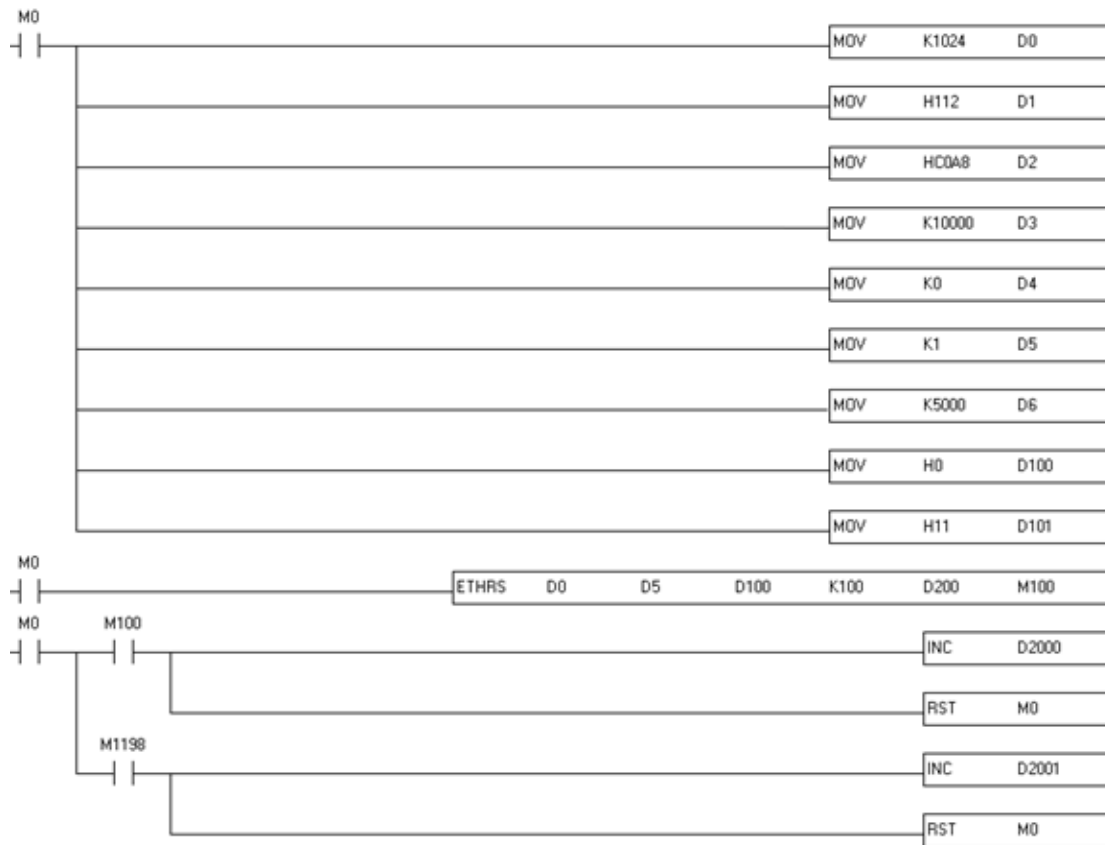 M0
MOV K1024 D0
MOV H112 D1
MOV HC0A8 D2
MOV K10000 D3
MOV K0 D4
MOV K1 D5
MOV K5000 D6
MOV H0 D100
MOV H11 D101
M0
ETHRS D0 D5 D100 K100 D200 M100
M0 M100
INC D2000
RST M0
M1198
INC D2001
RST M0